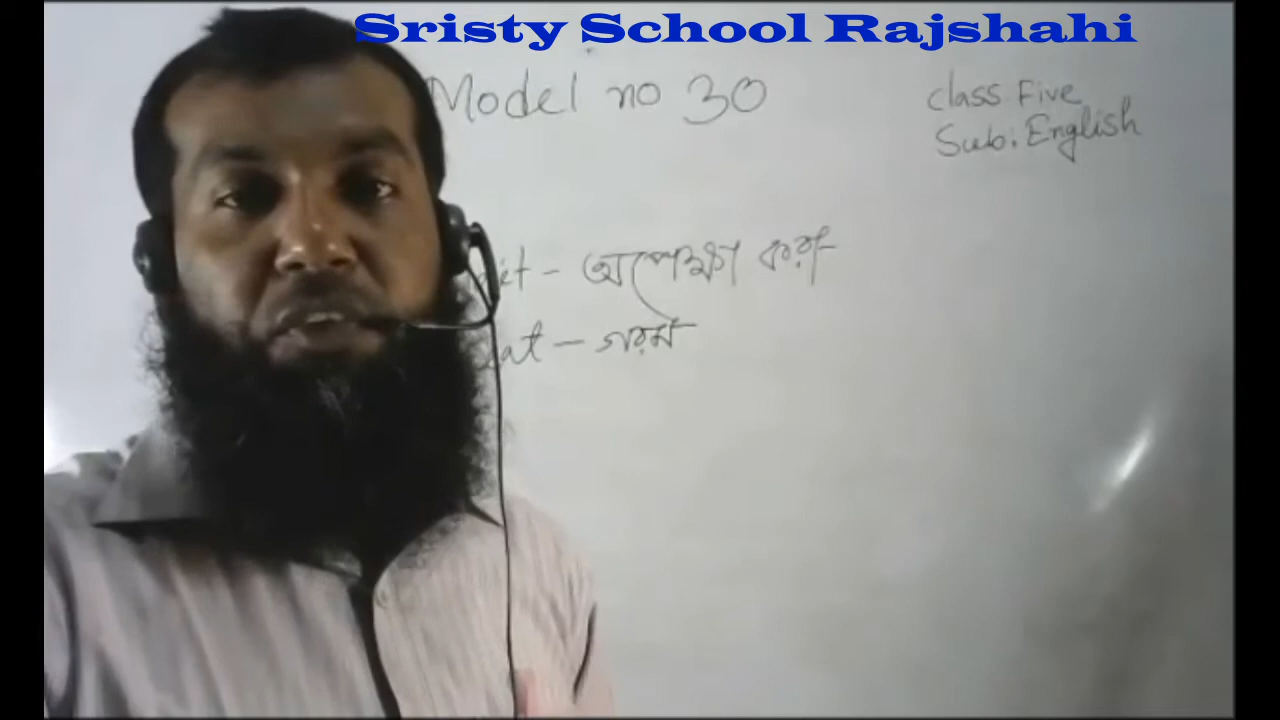 Sristy School Rajshahi
Model no 30
class Five
Sub: English
– অপেক্ষা করা
– গরম